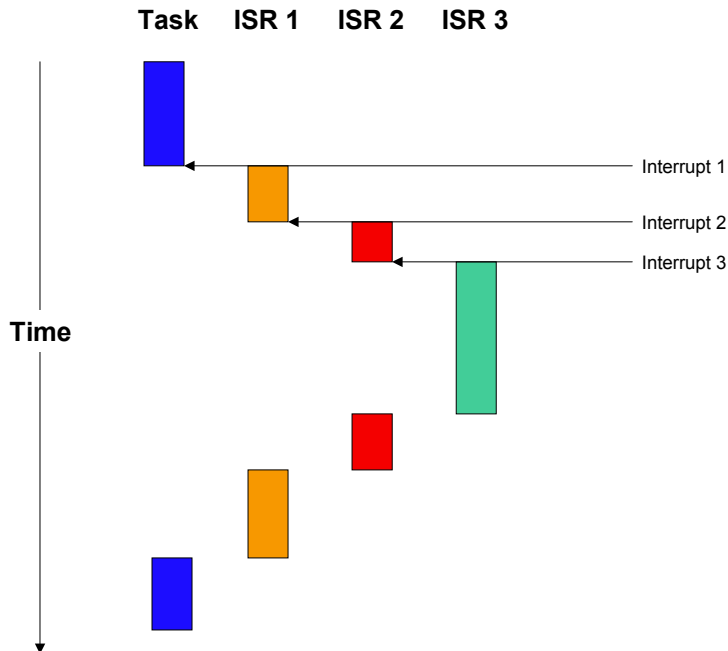 Task ISR 1 ISR 2 ISR 3
Interrupt 1
Interrupt 2
Interrupt 3
Time